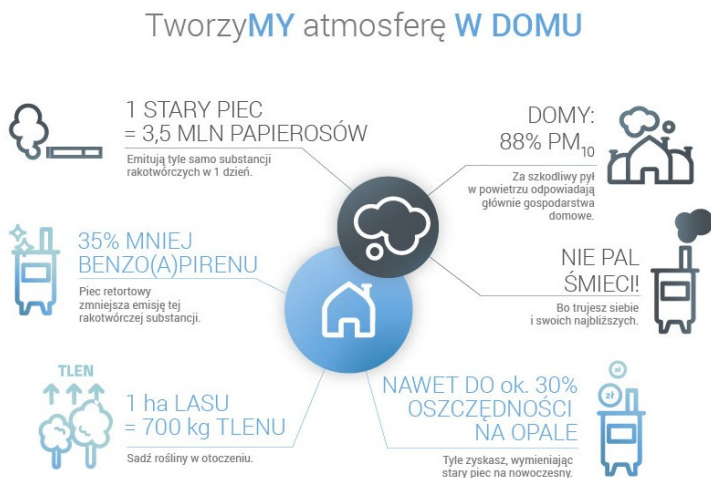 TworzyMY atmosferę W DOMU
1 STARY PIEC
= 3,5 MLN PAPIEROSÓW
Emitują tyle samo substancji
rakotwórczych w 1 dzień.
DOMY:
88% PM10
Za szkodliwy pył
w powietrzu odpowiadają
głównie gospodarstwa
domowe.
35% MNIEJ
BENZO(A)PIRENU
Piec retortowy
zmniejsza emisję tej
rakotwórczej substancji.
NIE PAL
ŚMIECI!
Bo trujesz siebie
i swoich najbliższych.
TLEN
1 ha LASU
= 700 kg TLENU
Sadź rośliny w otoczeniu.
NAWET DO ok. 30%
OSZCZĘDNOŚCI
NA OPALE
Tyle zyskasz, wymieniając
stary piec na nowoczesny.
zł
zł